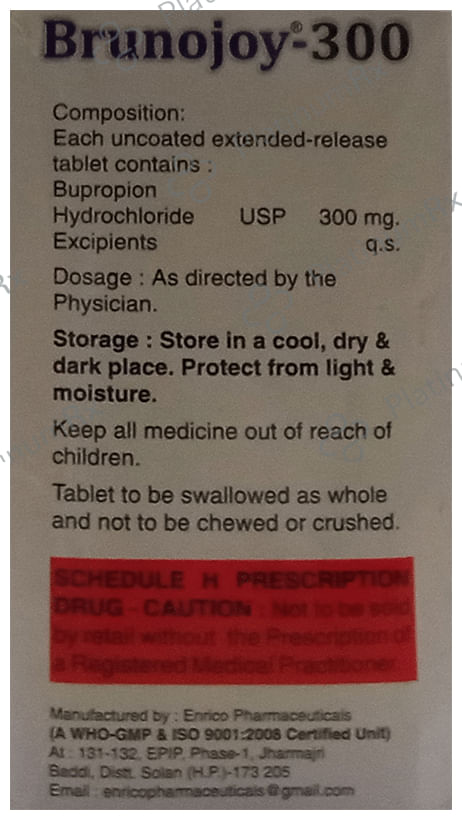 Brunojoy®-300
Composition:
Each uncoated extended-release
tablet contains :
Bupropion
Hydrochloride USP 300 mg.
Excipients q.s.
Dosage : As directed by the
Physician.
Storage : Store in a cool, dry &
dark place. Protect from light &
moisture.
Keep all medicine out of reach of
children.
Tablet to be swallowed as whole
and not to be chewed or crushed.
SCHEDULE H PRESCRIPTION
DRUG - CAUTION : Not to be sold
by retail without the Prescription of
a Registered Medical Practitioner.
Manufactured by : Enrico Pharmaceuticals
(A WHO-GMP & ISO 9001:2008 Certified Unit)
At : 131-132, EPIP, Phase-1, Jharmajri
Baddi, Distt. Solan (H.P.)-173 205
Email : enricopharmaceuticals@gmail.com